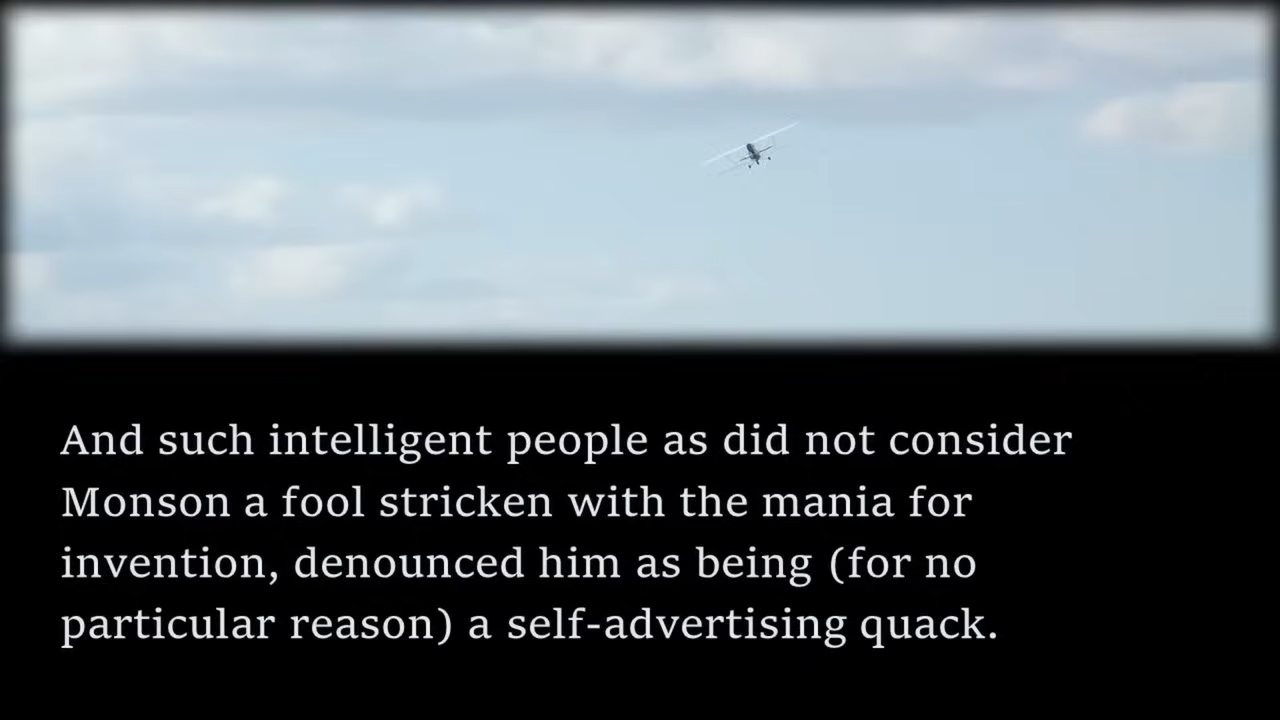 And such intelligent people as did not consider
Monson a fool stricken with the mania for
invention, denounced him as being (for no
particular reason) a self-advertising quack.